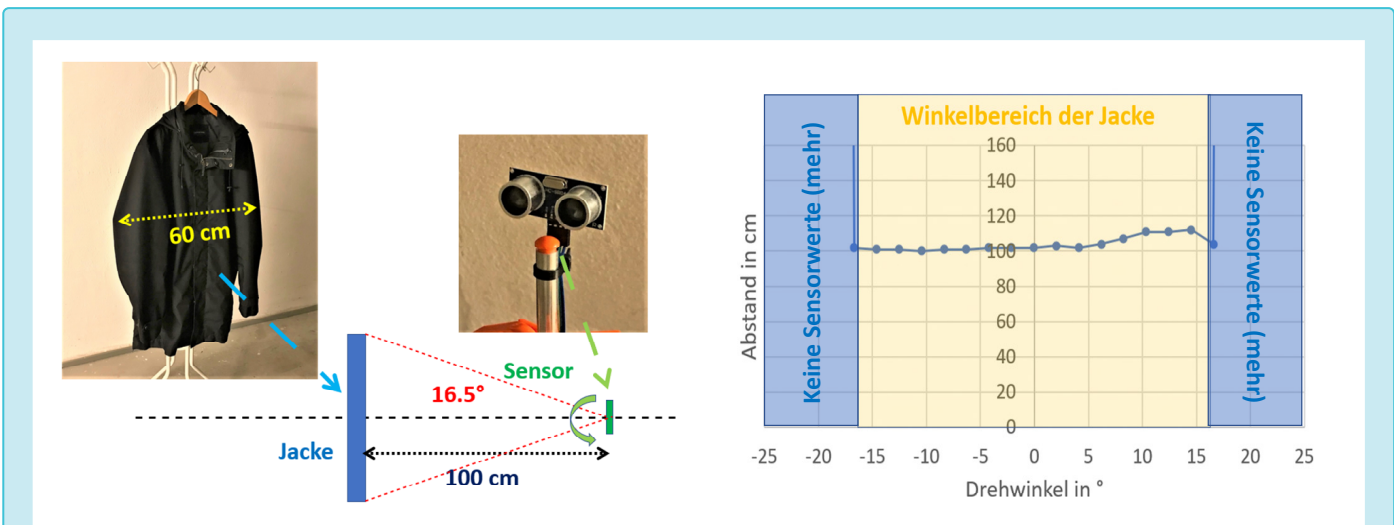 60 cm
Sensor
16.5°
Jacke
100 cm
Winkelbereich der Jacke
Keine Sensorwerte (mehr)
Keine Sensorwerte (mehr)
Abstand in cm
160
140
120
100
80
60
40
20
0
-25 -20 -15 -10 -5 0 5 10 15 20 25
Drehwinkel in °